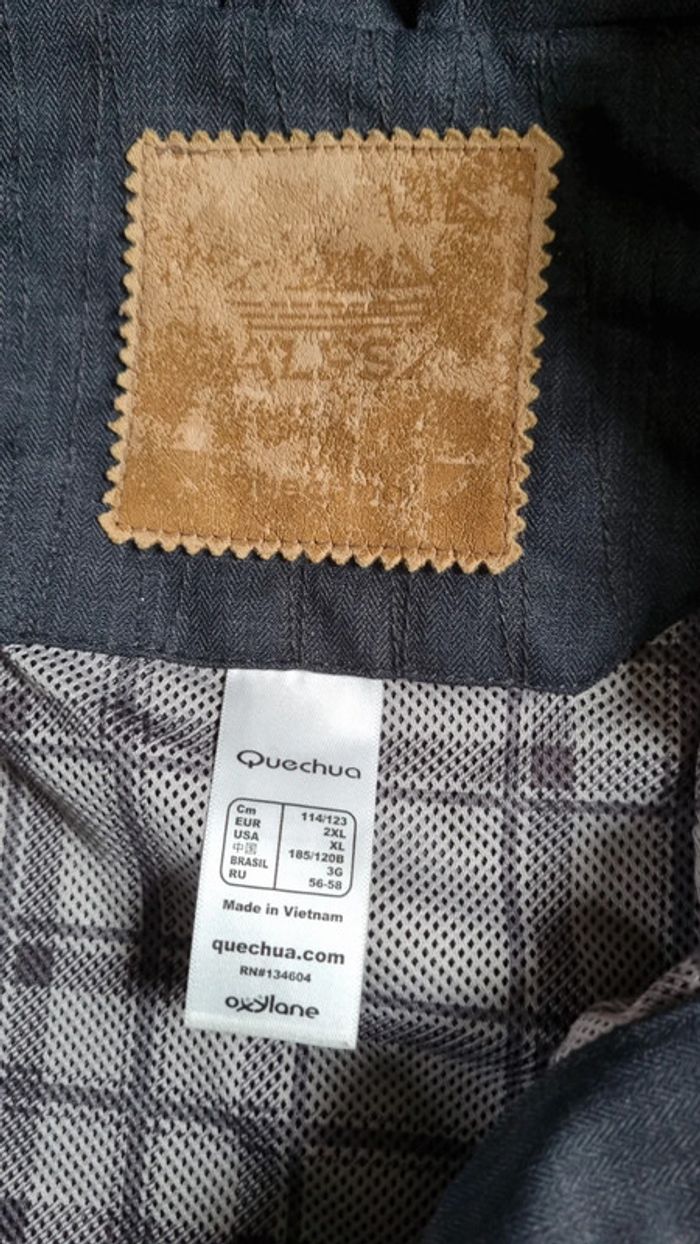 ALPS
Quechua
Cm 114/123
EUR 2XL
USA XL
中国 185/120B
BRASIL 3G
RU 56-58
Made in Vietnam
quechua.com
RN#134604
oxylane